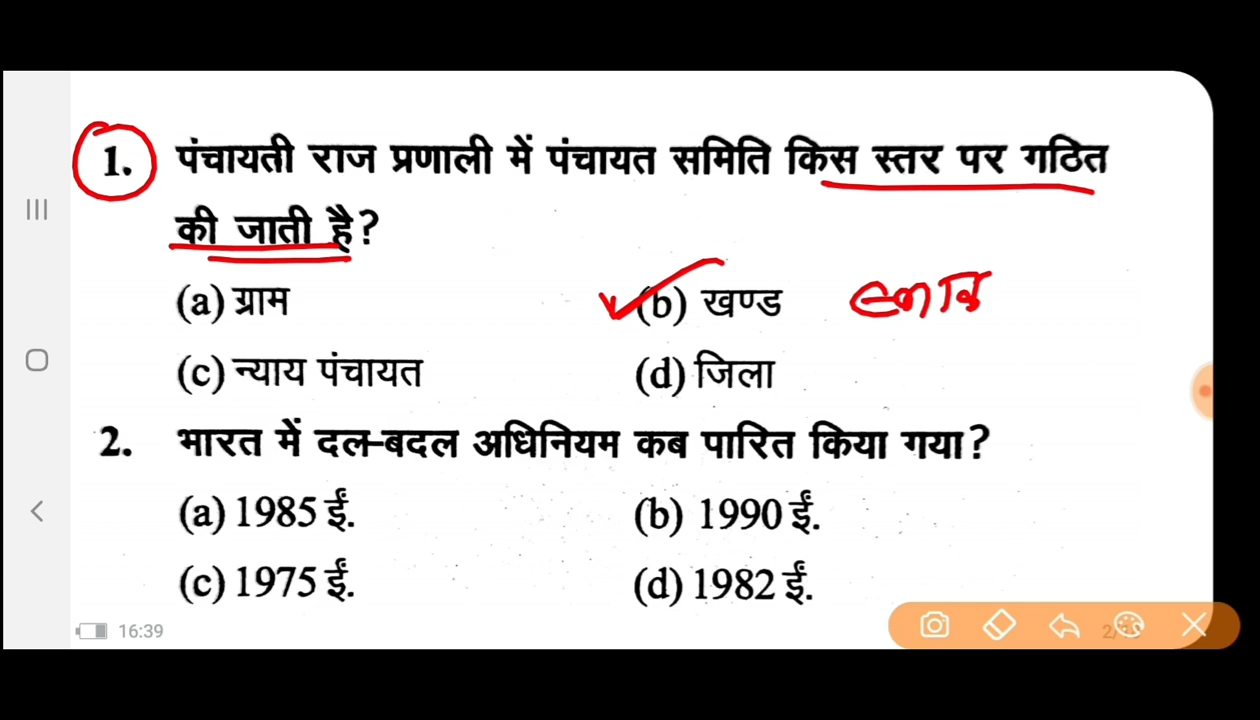 1. पंचायती राज प्रणाली में पंचायत समिति किस स्तर पर गठित
की जाती है?
(a) ग्राम (b) खण्ड
(c) न्याय पंचायत (d) जिला
2. भारत में दल-बदल अधिनियम कब पारित किया गया?
(a) 1985 ई. (b) 1990 ई.
(c) 1975 ई. (d) 1982 ई.
16:39